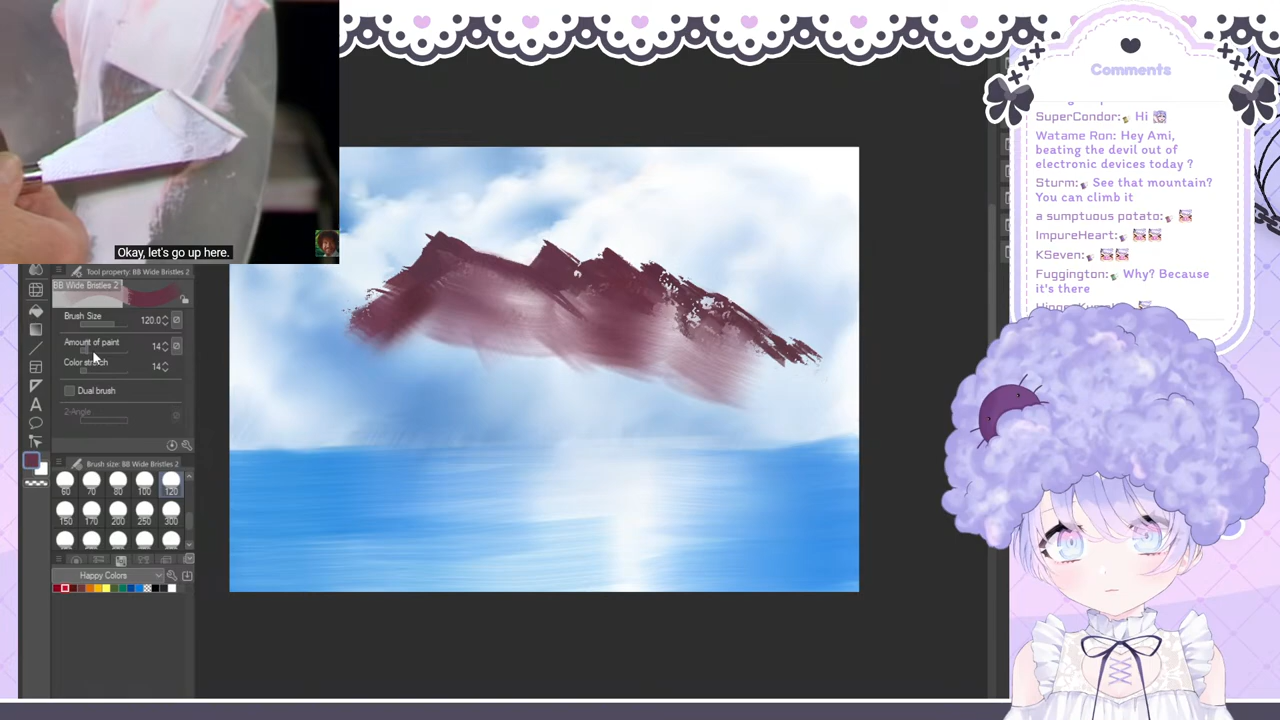 Okay, let's go up here.
Tool property: BB Wide Bristles 2
BB Wide Bristles 2
Brush Size
120.0
Amount of paint
14
Color stretch
14
Dual brush
2-Angle
Brush size: BB Wide Bristles 2
60
70
80
100
120
150
170
200
250
300
Happy Colors
Comments
SuperCondor: Hi
Watame Ron: Hey Ami,
beating the devil out of
electronic devices today ?
Sturm: See that mountain?
You can climb it
a sumptuous potato:
ImpureHeart:
KSeven:
Fuggington: Why? Because
it's there